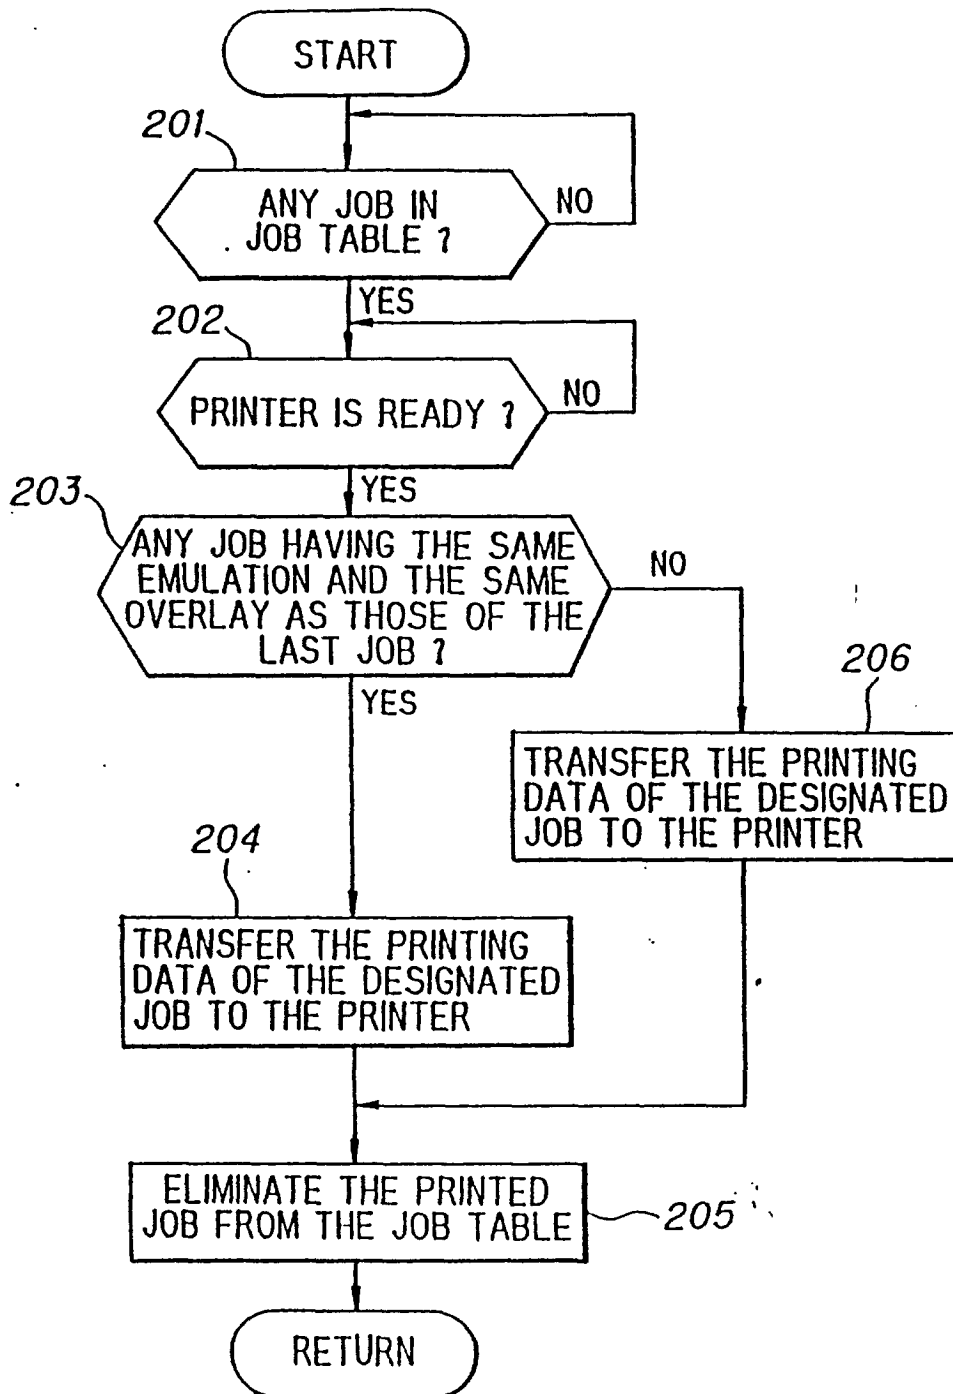 START
201
ANY JOB IN
JOB TABLE ?
NO
YES
202
PRINTER IS READY ?
NO
YES
203
ANY JOB HAVING THE SAME
EMULATION AND THE SAME
OVERLAY AS THOSE OF THE
LAST JOB ?
NO
YES
206
TRANSFER THE PRINTING
DATA OF THE DESIGNATED
JOB TO THE PRINTER
204
TRANSFER THE PRINTING
DATA OF THE DESIGNATED
JOB TO THE PRINTER
ELIMINATE THE PRINTED
JOB FROM THE JOB TABLE
205
RETURN